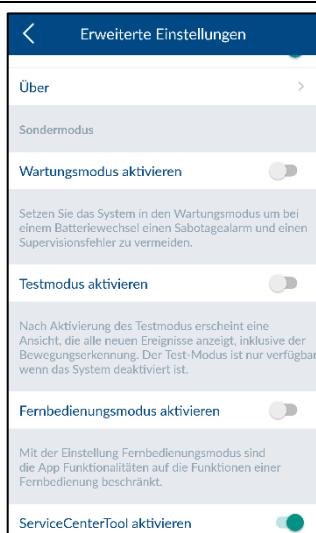 Erweiterte Einstellungen
Über
Sondermodus
Wartungsmodus aktivieren
Setzen Sie das System in den Wartungsmodus um bei
einem Batteriewechsel einen Sabotagealarm und einen
Supervisionsfehler zu vermeiden.
Testmodus aktivieren
Nach Aktivierung des Testmodus erscheint eine
Ansicht, die alle neuen Ereignisse anzeigt, inklusive der
Bewegungserkennung. Der Test-Modus ist nur verfügbar
wenn das System deaktiviert ist.
Fernbedienungsmodus aktivieren
Mit der Einstellung Fernbedienungsmodus sind
die App Funktionalitäten auf die Funktionen einer
Fernbedienung beschränkt.
ServiceCenterTool aktivieren